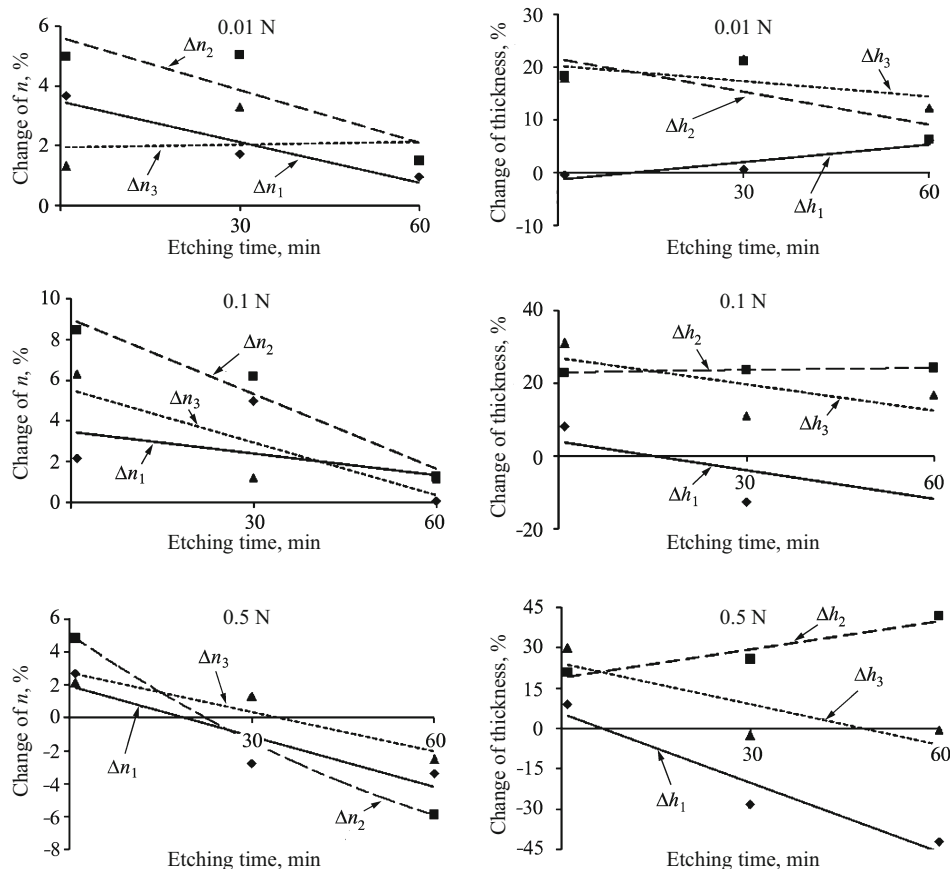 0.01 N
Change of n, %
6
4
2
0
Δn₂
Δn₃
Δn₁
30
60
Etching time, min
0.01 N
Change of thickness, %
30
20
10
0
-10
Δh₃
Δh₂
Δh₁
30
60
Etching time, min
0.1 N
Change of n, %
10
8
6
4
2
0
Δn₂
Δn₃
Δn₁
30
60
Etching time, min
0.1 N
Change of thickness, %
40
20
0
-20
Δh₂
Δh₃
Δh₁
30
60
Etching time, min
0.5 N
Change of n, %
6
4
2
0
-2
-4
-6
-8
Δn₃
Δn₁
Δn₂
30
60
Etching time, min
0.5 N
Change of thickness, %
45
30
15
0
-15
-30
-45
Δh₂
Δh₃
Δh₁
30
60
Etching time, min